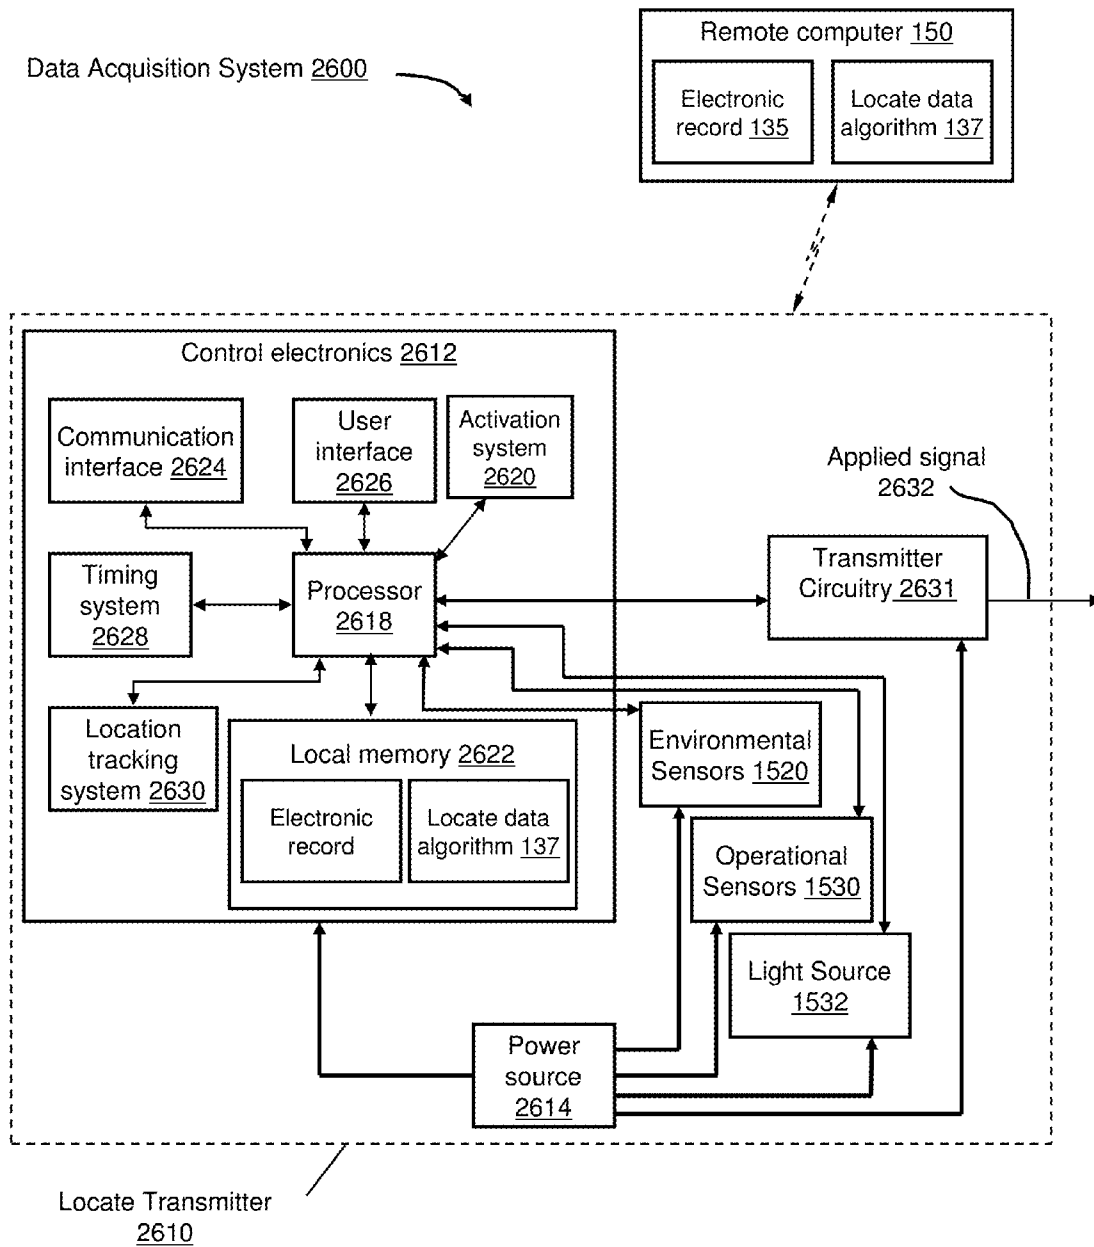 Remote computer 150
Data Acquisition System 2600
Electronic
record 135
Locate data
algorithm 137
Control electronics 2612
Communication
interface 2624
User
interface
2626
Activation
system
2620
Applied signal
2632
Timing
system
2628
Processor
2618
Transmitter
Circuitry 2631
Location
tracking
system 2630
Local memory 2622
Electronic
record
Locate data
algorithm 137
Environmental
Sensors 1520
Operational
Sensors 1530
Light Source
1532
Power
source
2614
Locate Transmitter
2610